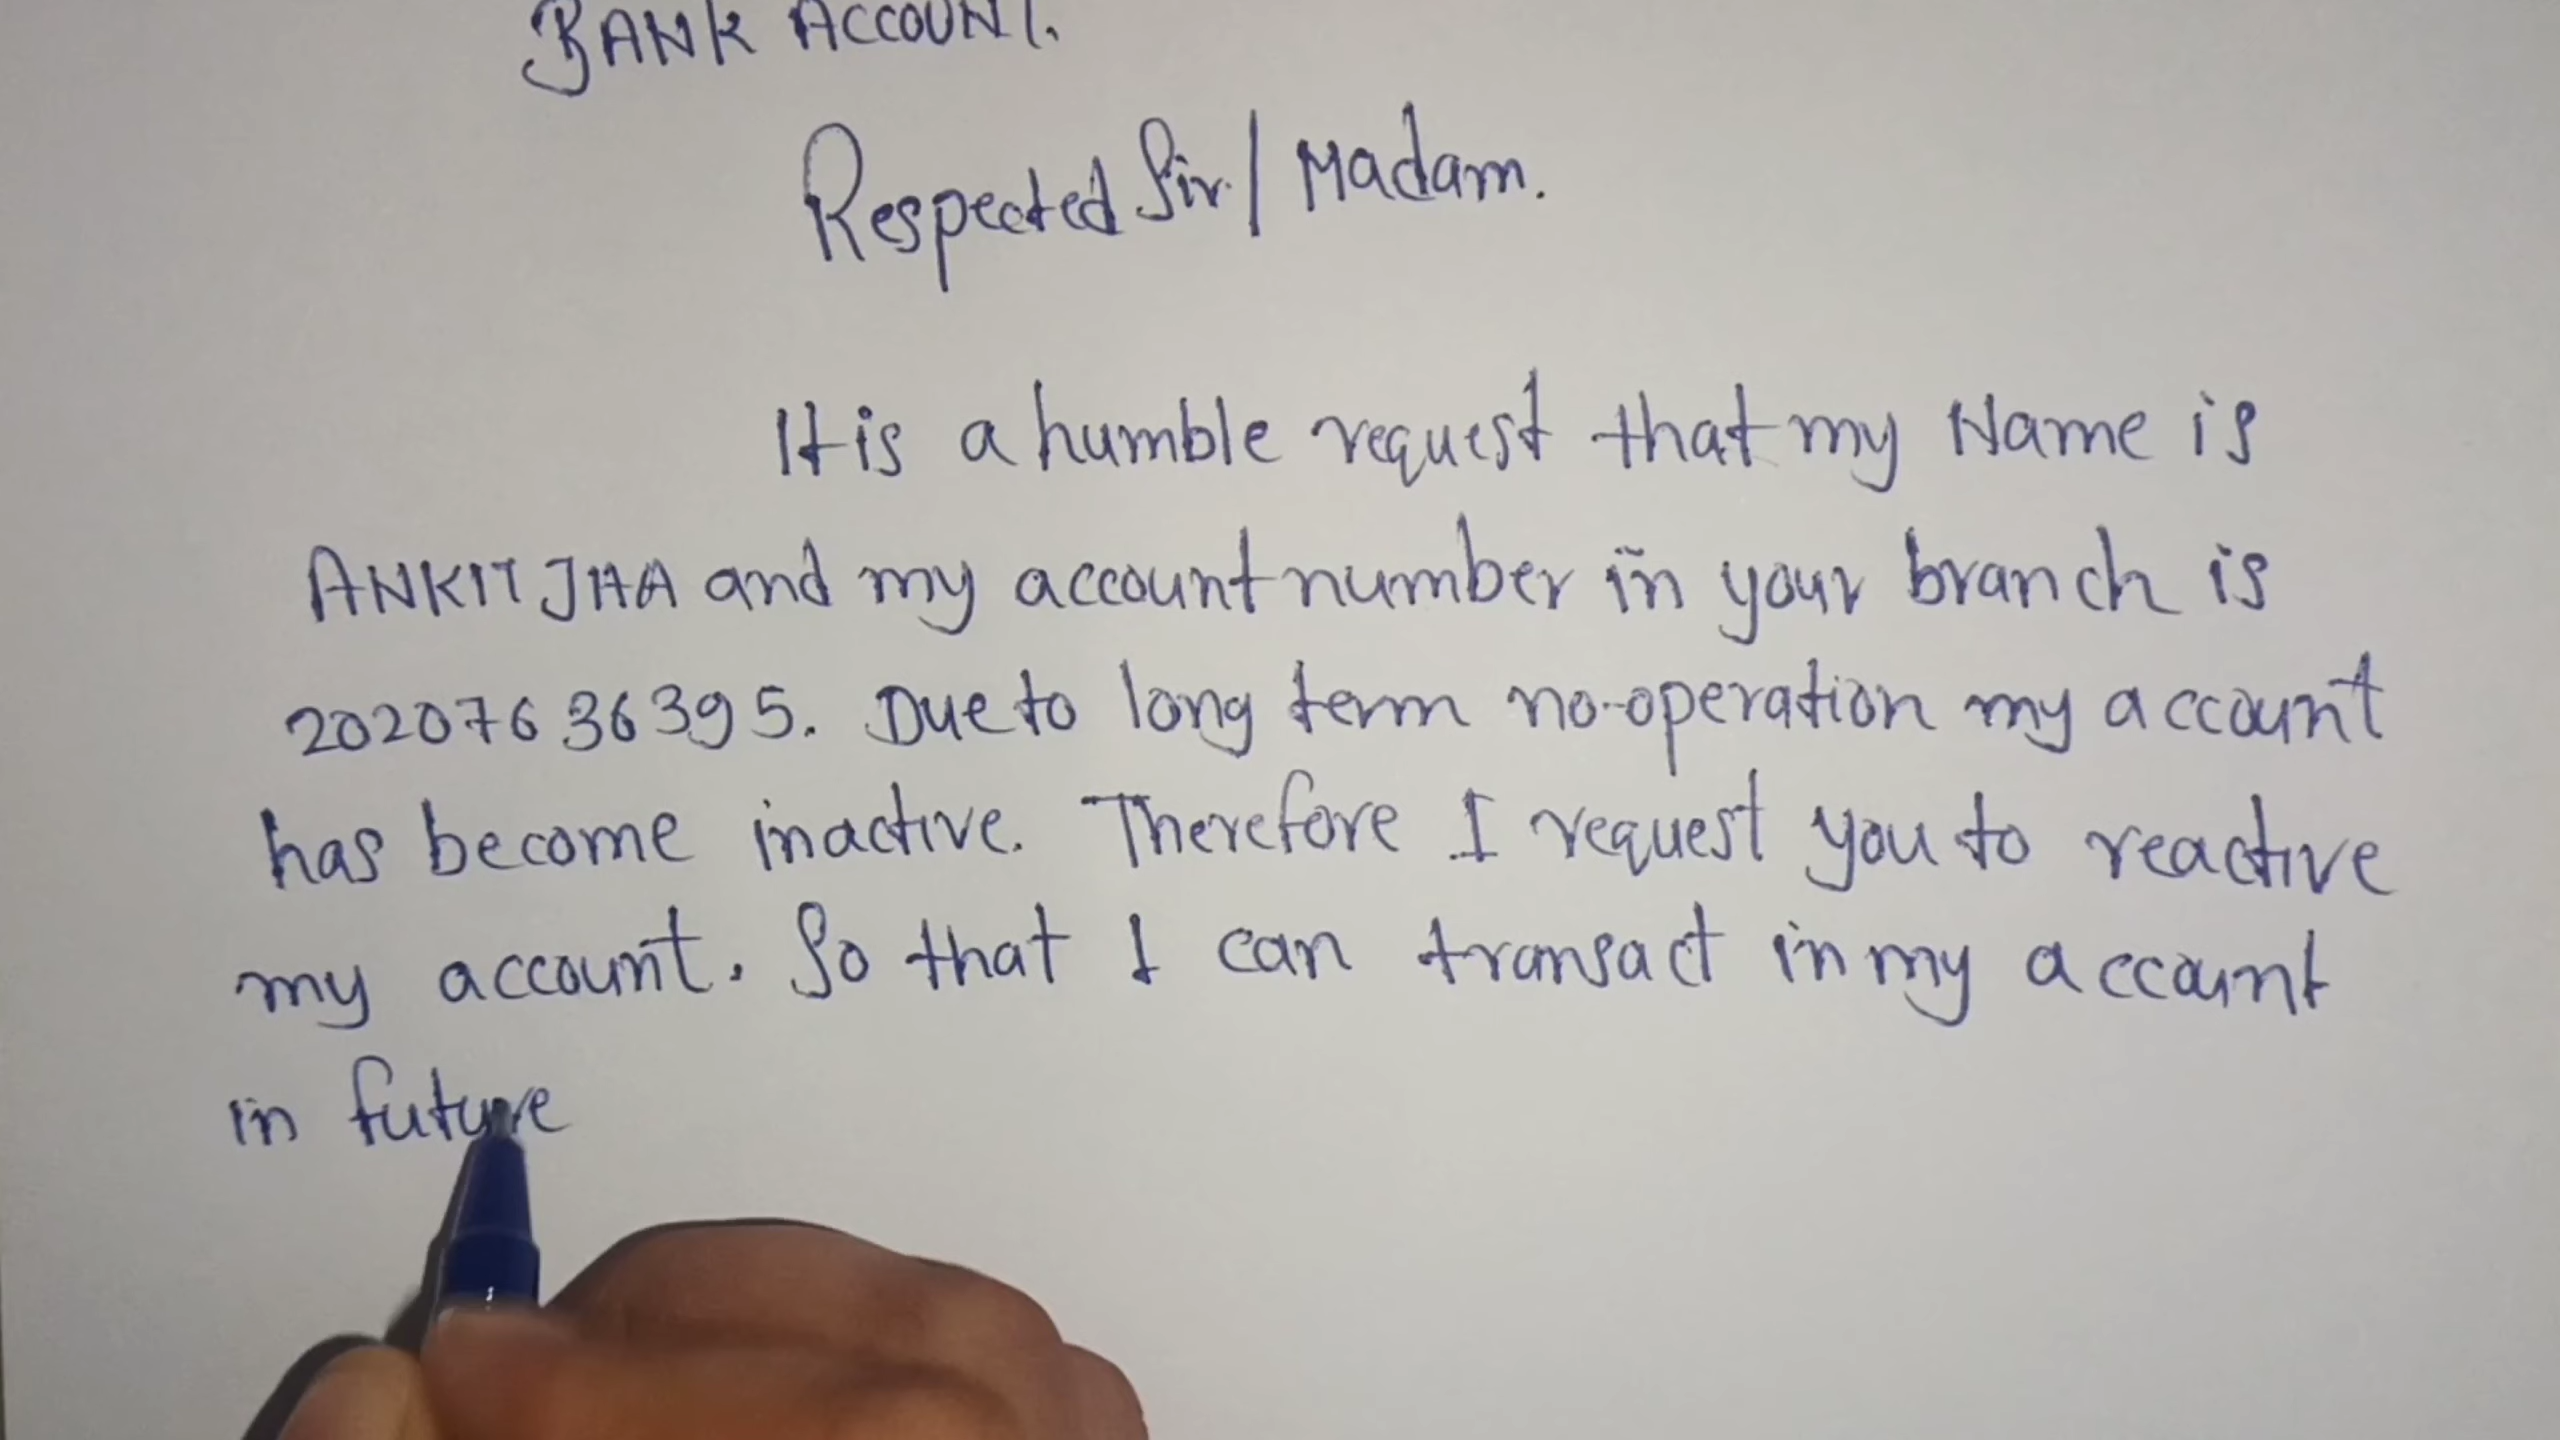 BANK ACCOUNT.
Respected Sir/Madam.
It is a humble request that my Name is
ANKIT JHA and my account number in your branch is
20207636395. Due to long term no-operation my account
has become inactive. Therefore I request you to reactive
my account. So that I can transact in my account
in future